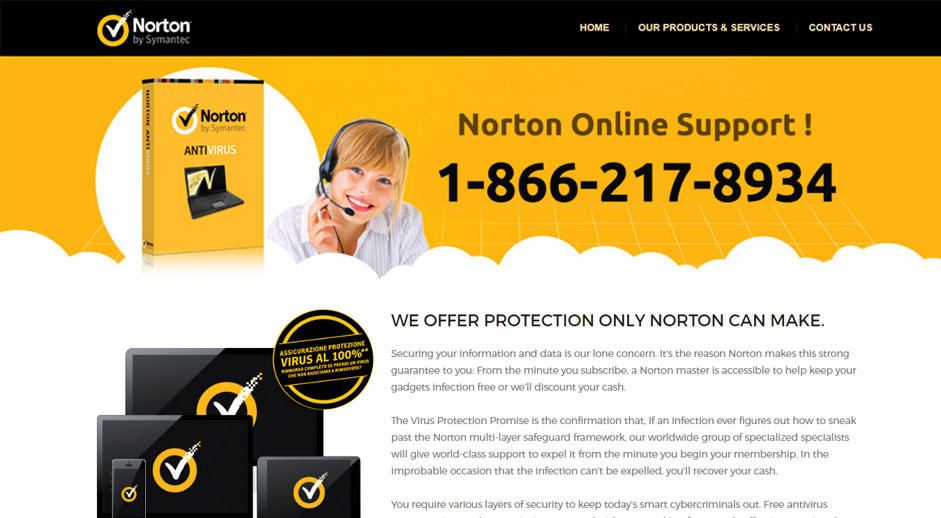 Norton
by Symantec
HOME
OUR PRODUCTS & SERVICES
CONTACT US
NORTON ANTIVIRUS
Norton
by Symantec
ANTIVIRUS
Norton
Norton Online Support !
1-866-217-8934
ASSICURAZIONE PROTEZIONE
VIRUS AL 100%**
RIMBORSO COMPLETO SE PRENDI UN VIRUS
CHE NON RIUSCIAMO A RIMUOVERE?
WE OFFER PROTECTION ONLY NORTON CAN MAKE.
Securing your information and data is our lone concern. It's the reason Norton makes this strong
guarantee to you: From the minute you subscribe, a Norton master is accessible to help keep your
gadgets infection free or we'll discount your cash.
The Virus Protection Promise is the confirmation that, if an infection ever figures out how to sneak
past the Norton multi-layer safeguard framework, our worldwide group of specialized specialists
will give world-class support to expel it from the minute you begin your membership. In the
improbable occasion that the infection can't be expelled, you'll recover your cash.
You require various layers of security to keep today's smart cybercriminals out. Free antivirus